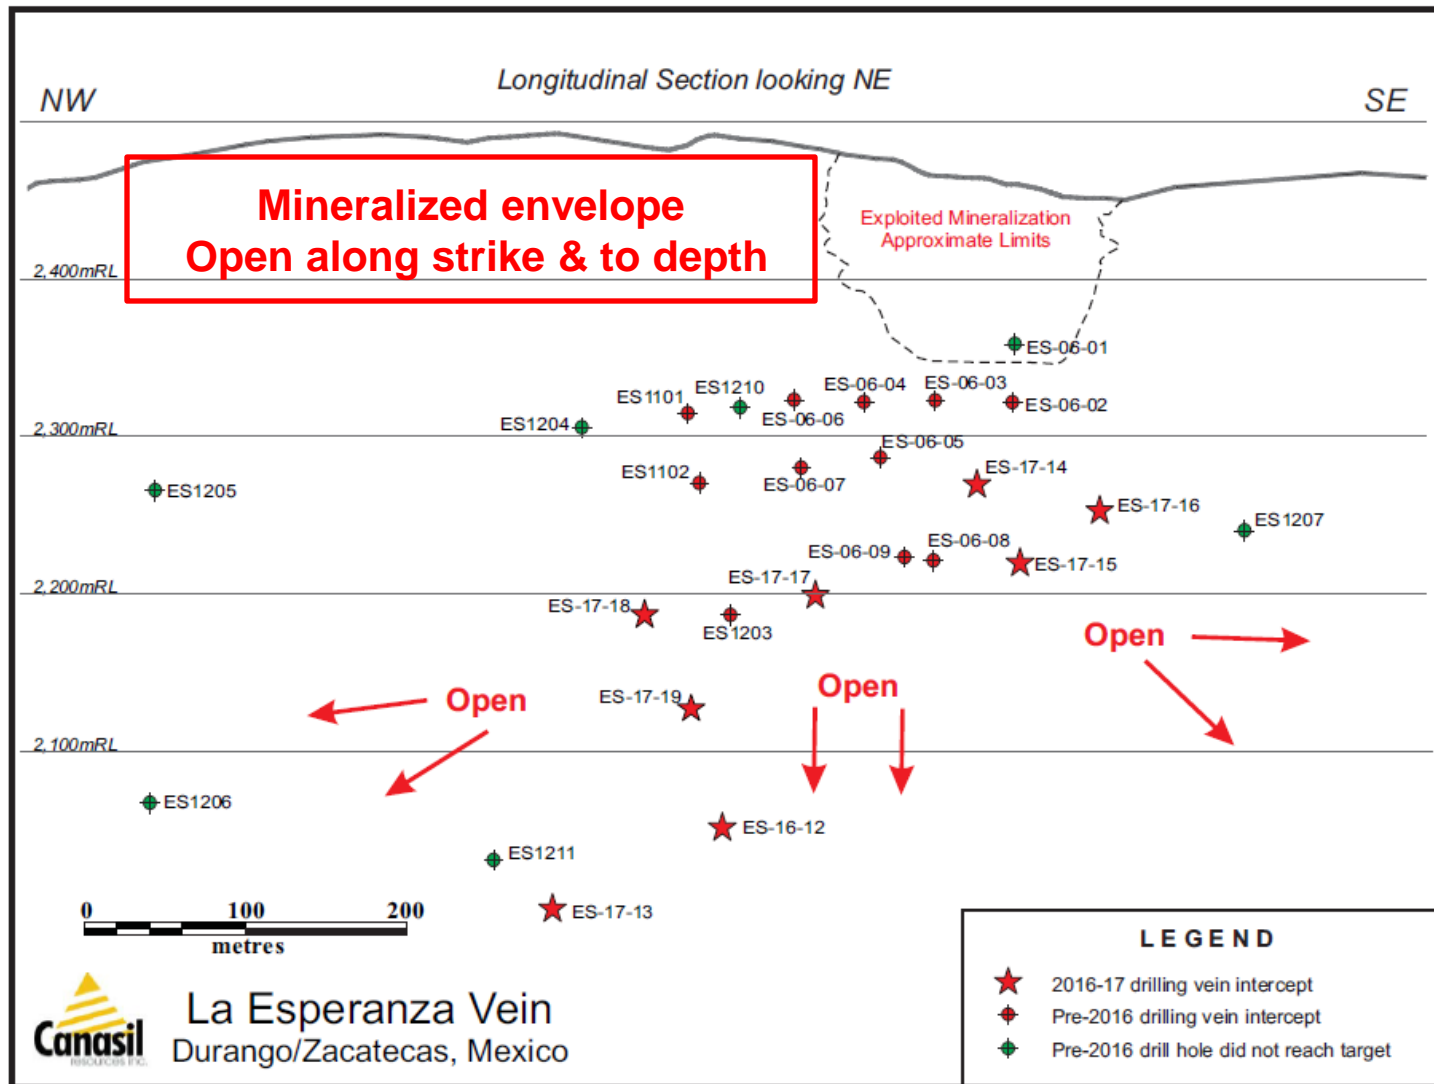 Longitudinal Section looking NE
NW
SE
Mineralized envelope
Open along strike & to depth
Exploited Mineralization
Approximate Limits
2,400mRL
ES-06-01
ES1101
ES1210
ES-06-04
ES-06-03
ES-06-02
ES1204
ES-06-06
2,300mRL
ES-06-05
ES1102
ES-06-07
ES-17-14
ES1205
ES-17-16
ES1207
ES-06-09
ES-06-08
ES-17-15
ES-17-17
2,200mRL
ES-17-18
ES1203
Open
ES-17-19
Open
Open
2,100mRL
ES1206
ES-16-12
ES1211
ES-17-13
0 100 200
metres
LEGEND
2016-17 drilling vein intercept
Pre-2016 drilling vein intercept
Pre-2016 drill hole did not reach target
Canasil
resources inc.
La Esperanza Vein
Durango/Zacatecas, Mexico